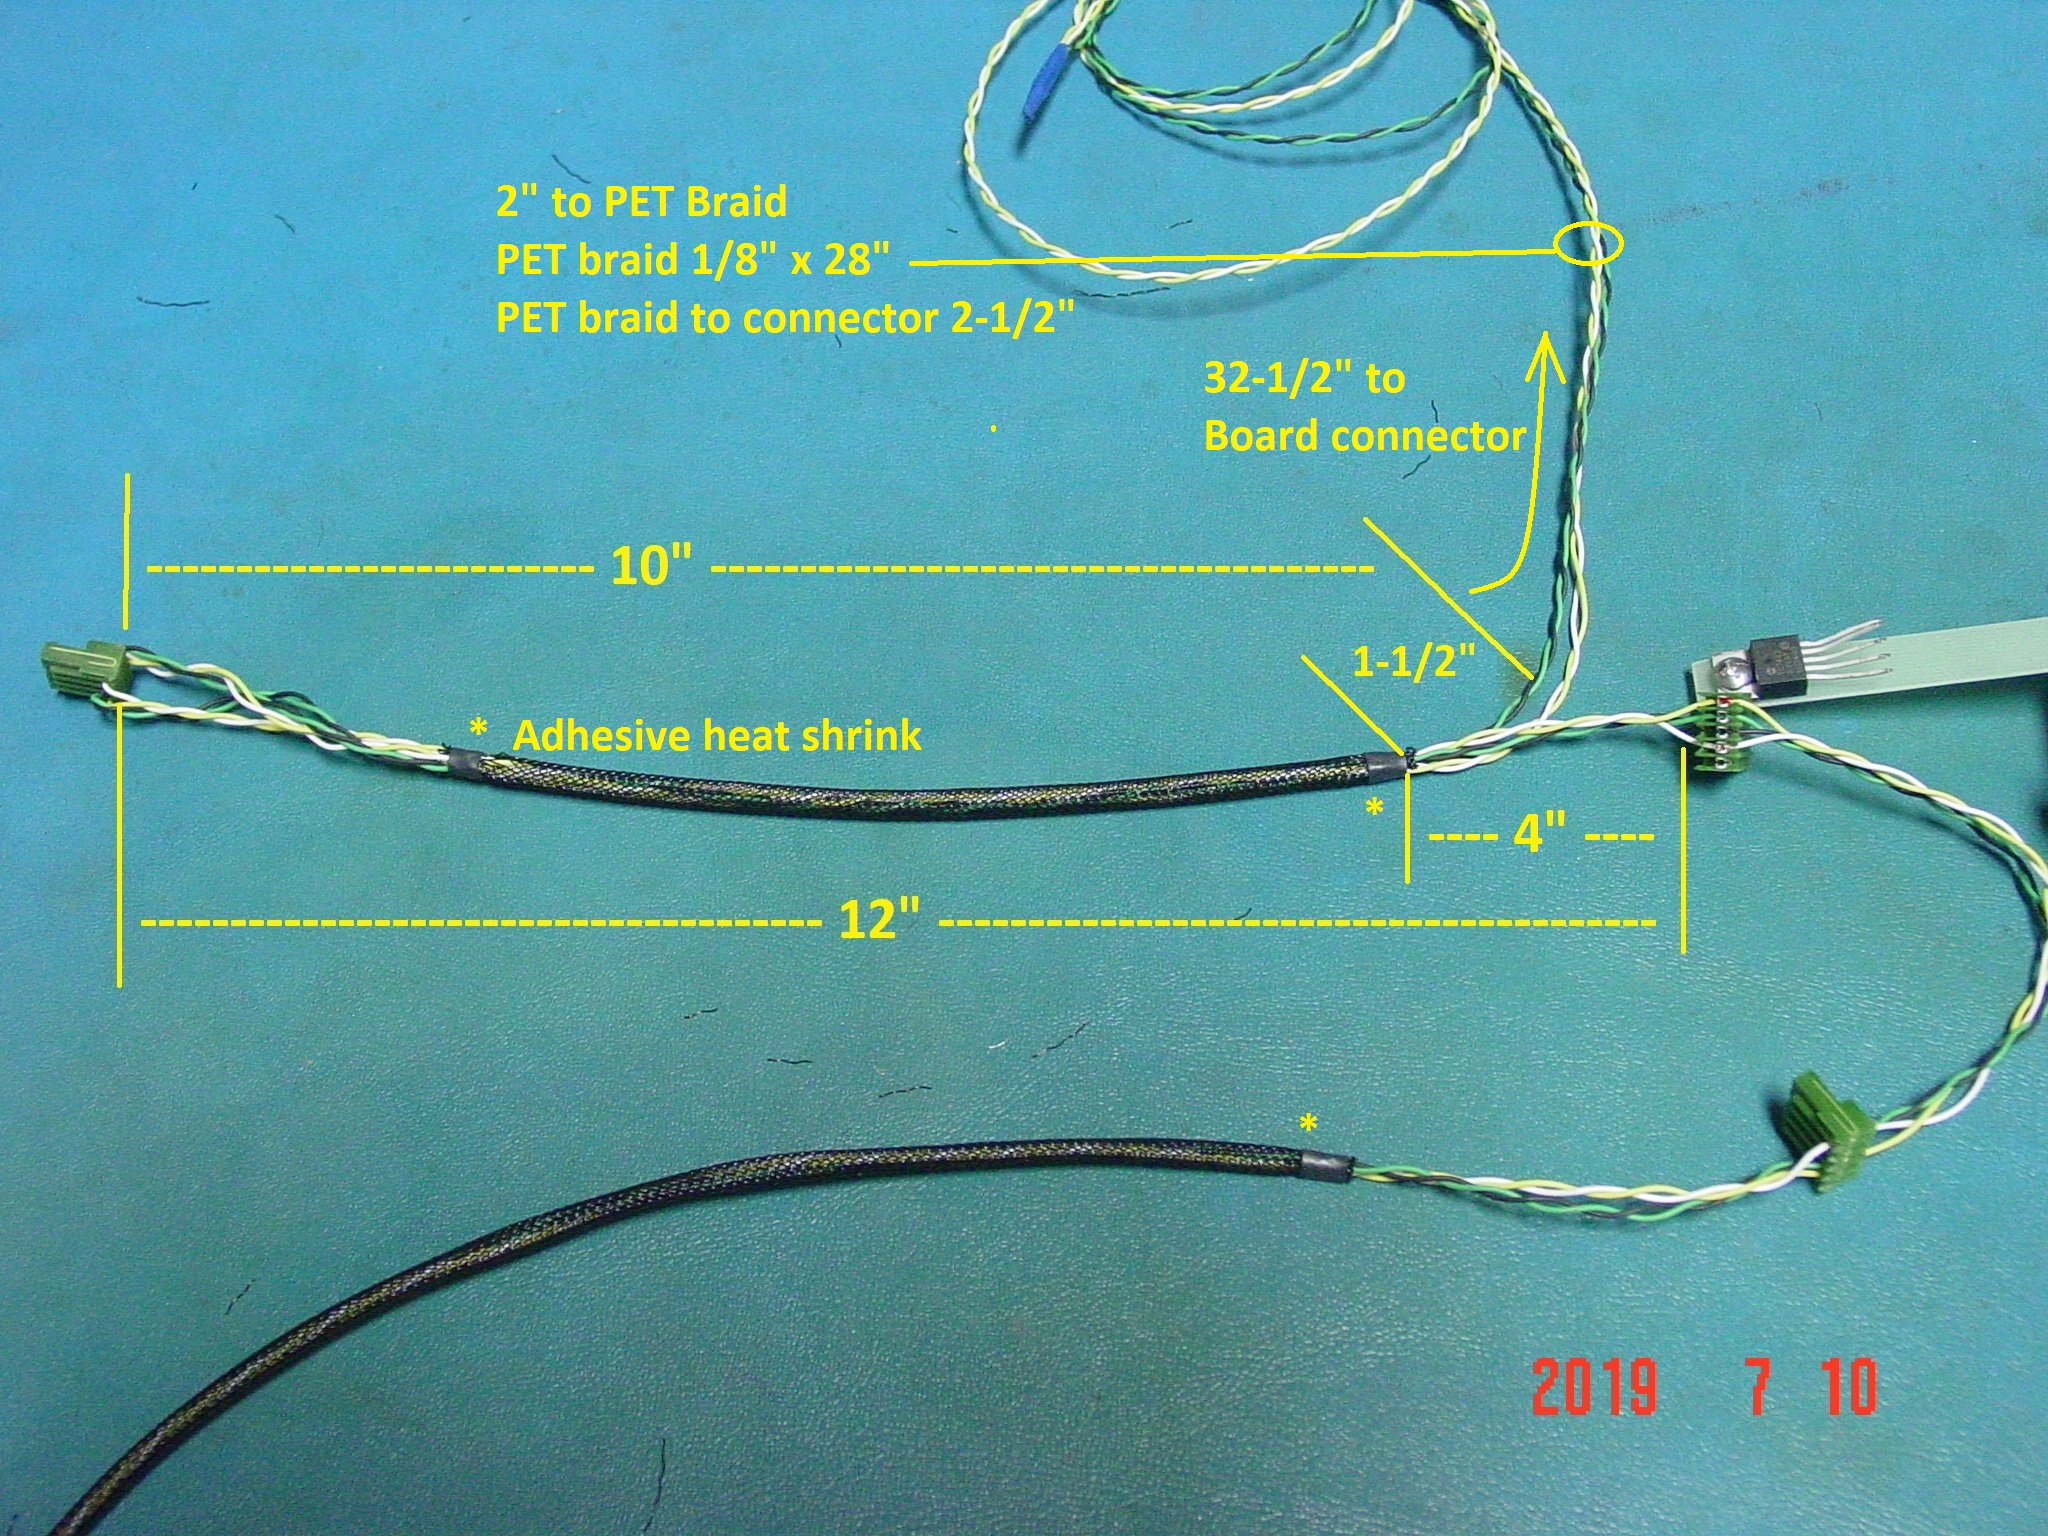 2" to PET Braid
PET braid 1/8" x 28"
PET braid to connector 2-1/2"
32-1/2" to
Board connector
10"
1-1/2"
* Adhesive heat shrink
*
4"
12"
*
2019 7 10